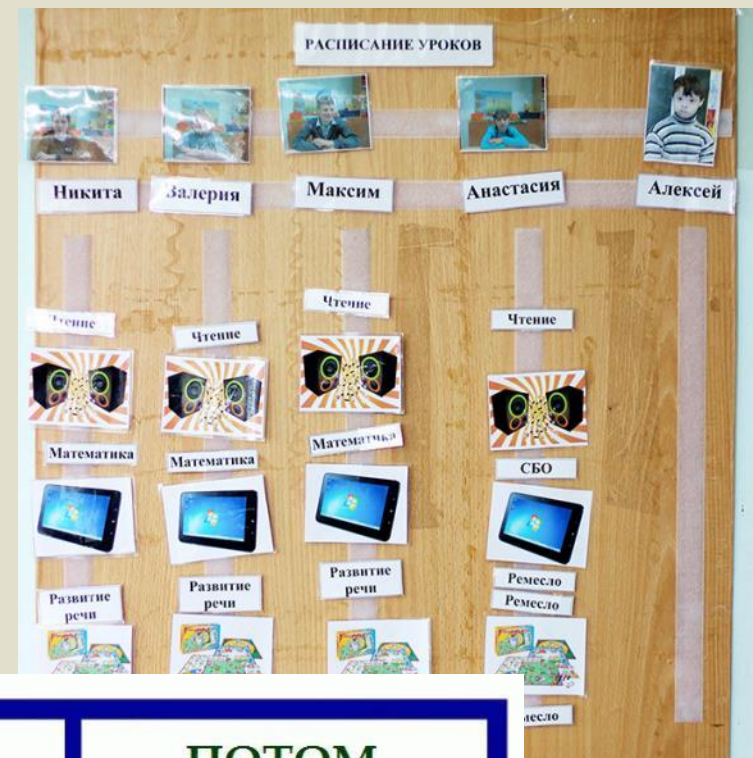 РАСПИСАНИЕ УРОКОВ
Никита Валерия Максим Анастасия Алексей
Чтение Чтение Чтение Чтение
Математика Математика Математика СБО
Развитие речи Развитие речи Развитие речи Ремесло
Ремесло
потом